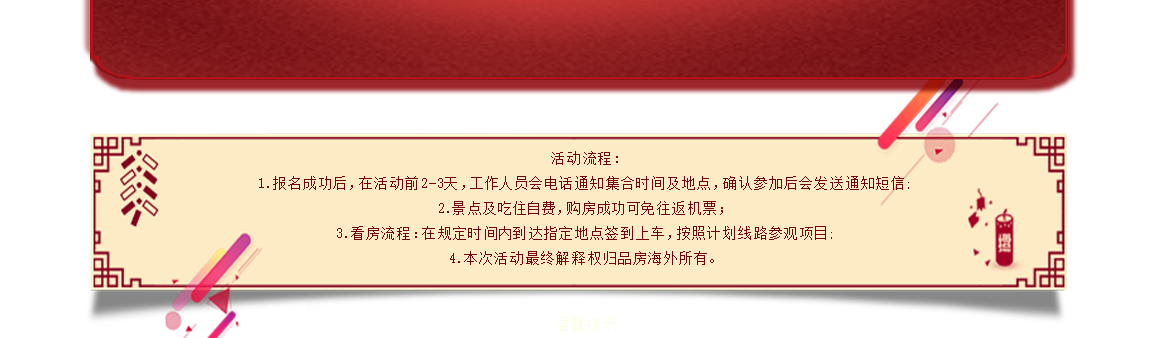 活动流程：
1.报名成功后，在活动前2-3天，工作人员会电话通知集合时间及地点，确认参加后会发送通知短信；
2.景点及吃住自费，购房成功可免往返机票；
3.看房流程：在规定时间内到达指定地点签到上车，按照计划线路参观项目；
4.本次活动最终解释权归品房海外所有。